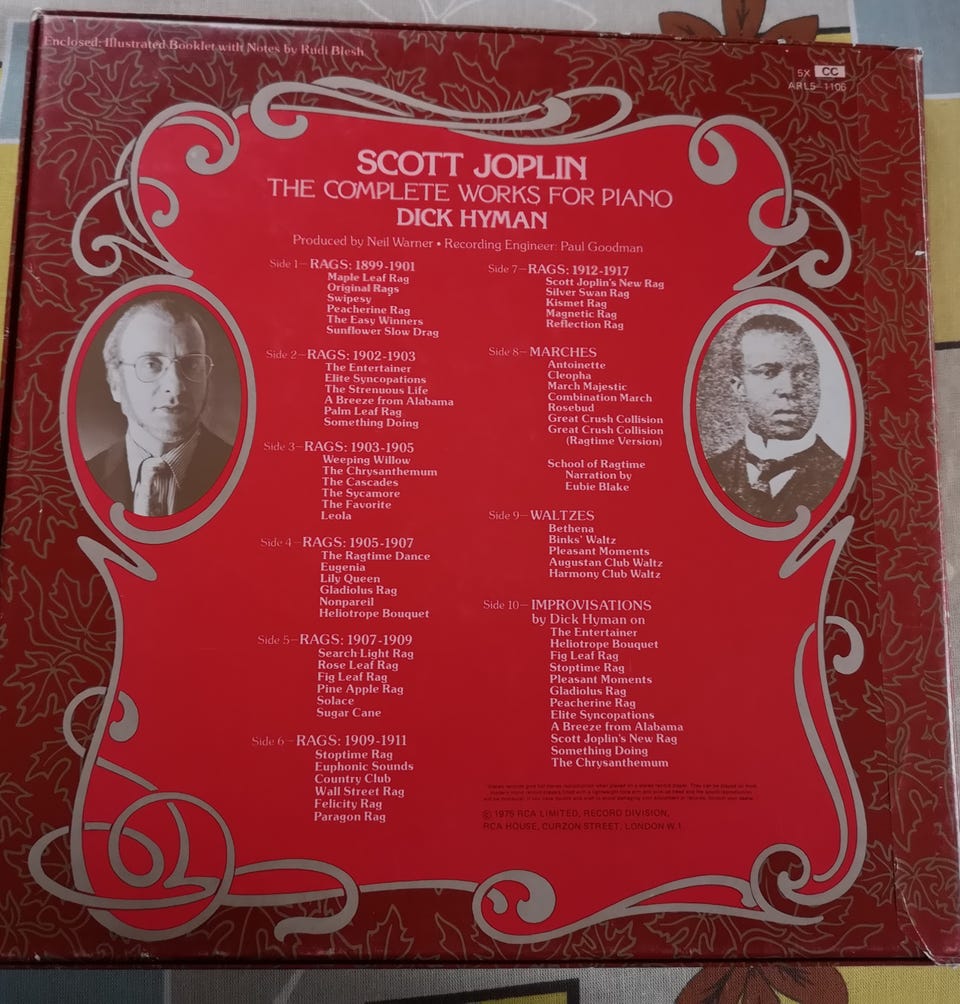 Enclosed: Illustrated Booklet with Notes by Rudi Blesh
5X CC
ARL5-1106
SCOTT JOPLIN
THE COMPLETE WORKS FOR PIANO
DICK HYMAN
Produced by Neil Warner • Recording Engineer: Paul Goodman
Side 1—RAGS: 1899-1901
Maple Leaf Rag
Original Rags
Swipesy
Peacherine Rag
The Easy Winners
Sunflower Slow Drag
Side 2—RAGS: 1902-1903
The Entertainer
Elite Syncopations
The Strenuous Life
A Breeze from Alabama
Palm Leaf Rag
Something Doing
Side 3—RAGS: 1903-1905
Weeping Willow
The Chrysanthemum
The Cascades
The Sycamore
The Favorite
Leola
Side 4—RAGS: 1905-1907
The Ragtime Dance
Eugenia
Lily Queen
Gladiolus Rag
Nonpareil
Heliotrope Bouquet
Side 5—RAGS: 1907-1909
Search Light Rag
Rose Leaf Rag
Fig Leaf Rag
Pine Apple Rag
Solace
Sugar Cane
Side 6—RAGS: 1909-1911
Stoptime Rag
Euphonic Sounds
Country Club
Wall Street Rag
Felicity Rag
Paragon Rag
Side 7—RAGS: 1912-1917
Scott Joplin's New Rag
Silver Swan Rag
Kismet Rag
Magnetic Rag
Reflection Rag
Side 8—MARCHES
Antoinette
Cleopha
March Majestic
Combination March
Rosebud
Great Crush Collision
Great Crush Collision
(Ragtime Version)
School of Ragtime
Narration by
Eubie Blake
Side 9—WALTZES
Bethena
Binks' Waltz
Pleasant Moments
Augustan Club Waltz
Harmony Club Waltz
Side 10—IMPROVISATIONS
by Dick Hyman on
The Entertainer
Heliotrope Bouquet
Fig Leaf Rag
Stoptime Rag
Pleasant Moments
Gladiolus Rag
Peacherine Rag
Elite Syncopations
A Breeze from Alabama
Scott Joplin's New Rag
Something Doing
The Chrysanthemum
Ⓟ 1975 RCA LIMITED, RECORD DIVISION,
RCA HOUSE, CURZON STREET, LONDON W.1.